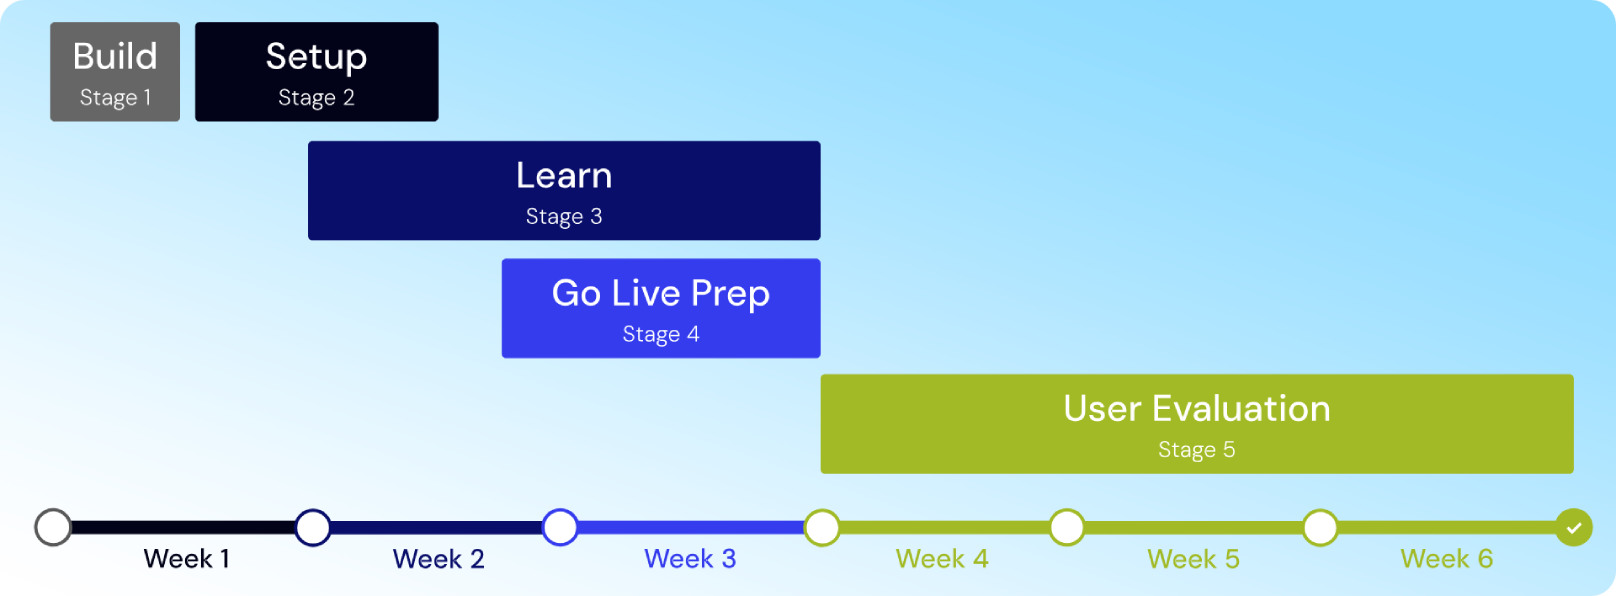 Build
Stage 1
Setup
Stage 2
Learn
Stage 3
Go Live Prep
Stage 4
User Evaluation
Stage 5
Week 1
Week 2
Week 3
Week 4
Week 5
Week 6